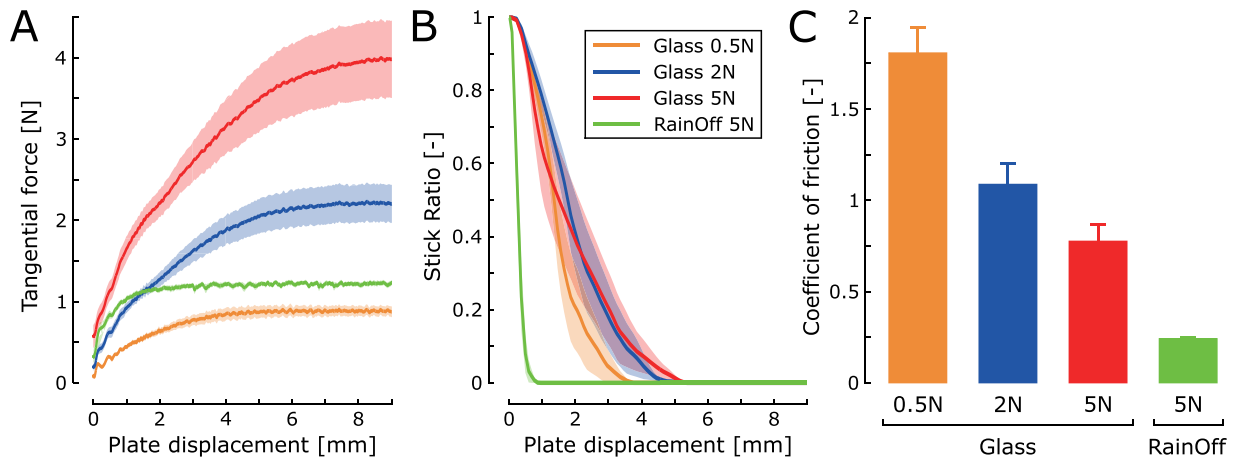 A
Tangential force [N]
4
3
2
1
0
0
2
4
6
8
Plate displacement [mm]
B
Stick Ratio [-]
1
0.8
0.6
0.4
0.2
0
0
2
4
6
8
Plate displacement [mm]
Glass 0.5N
Glass 2N
Glass 5N
RainOff 5N
C
Coefficient of friction [-]
2
1.5
1
0.5
0
0.5N
2N
5N
5N
Glass
RainOff